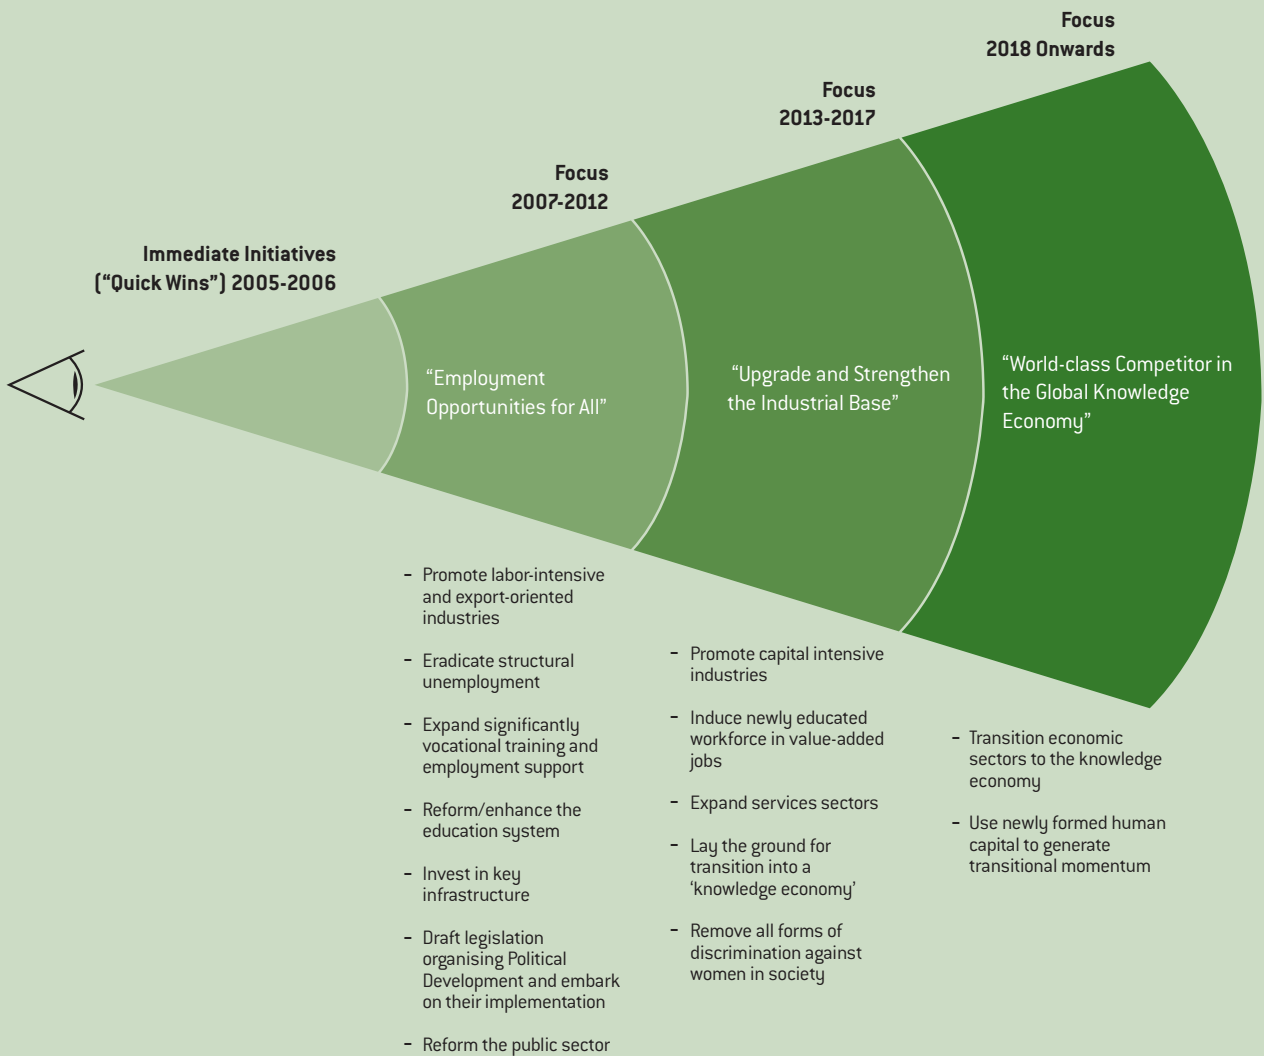 Focus
2018 Onwards
Focus
2013-2017
Focus
2007-2012
Immediate Initiatives
(“Quick Wins”) 2005-2006
“Employment
Opportunities for All”
“Upgrade and Strengthen
the Industrial Base”
“World-class Competitor in
the Global Knowledge
Economy”
– Promote labor-intensive
and export-oriented
industries
– Eradicate structural
unemployment
– Expand significantly
vocational training and
employment support
– Reform/enhance the
education system
– Invest in key
infrastructure
– Draft legislation
organising Political
Development and embark
on their implementation
– Reform the public sector
– Promote capital intensive
industries
– Induce newly educated
workforce in value-added
jobs
– Expand services sectors
– Lay the ground for
transition into a
‘knowledge economy’
– Remove all forms of
discrimination against
women in society
– Transition economic
sectors to the knowledge
economy
– Use newly formed human
capital to generate
transitional momentum